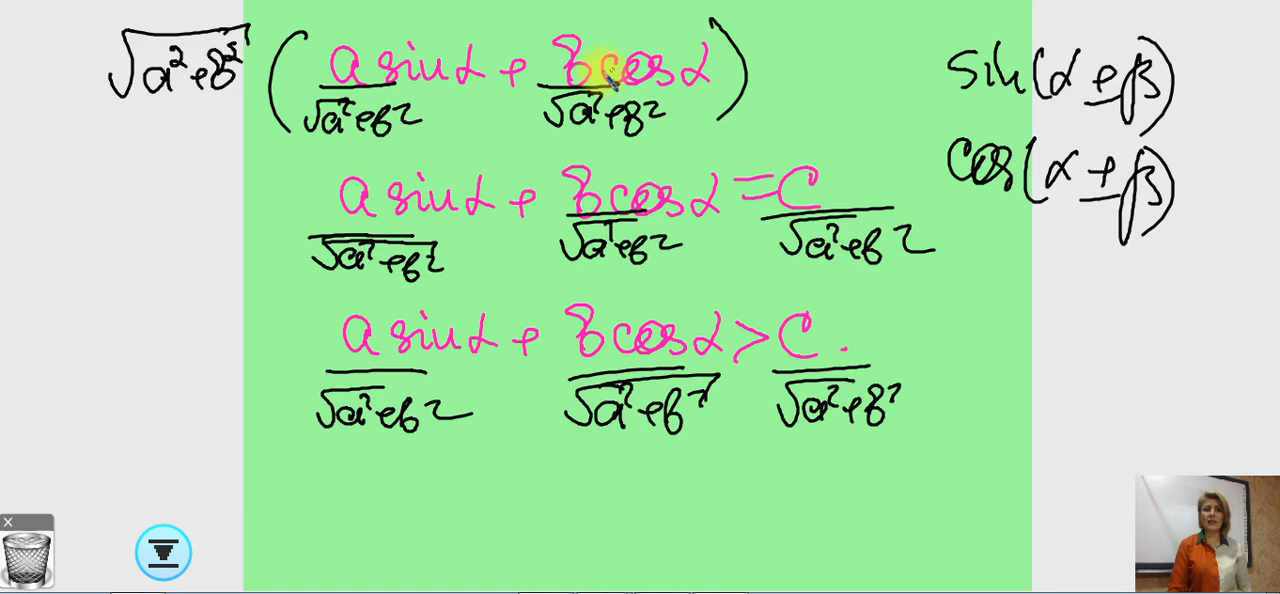 √a²+b² ( a sin α / √a²+b² + b cos α / √a²+b² )
sin(α ± β)
cos(α ± β)
a sin α / √a²+b² + b cos α / √a²+b² = C / √a²+b²
a sin α / √a²+b² + b cos α / √a²+b² > C. / √a²+b²